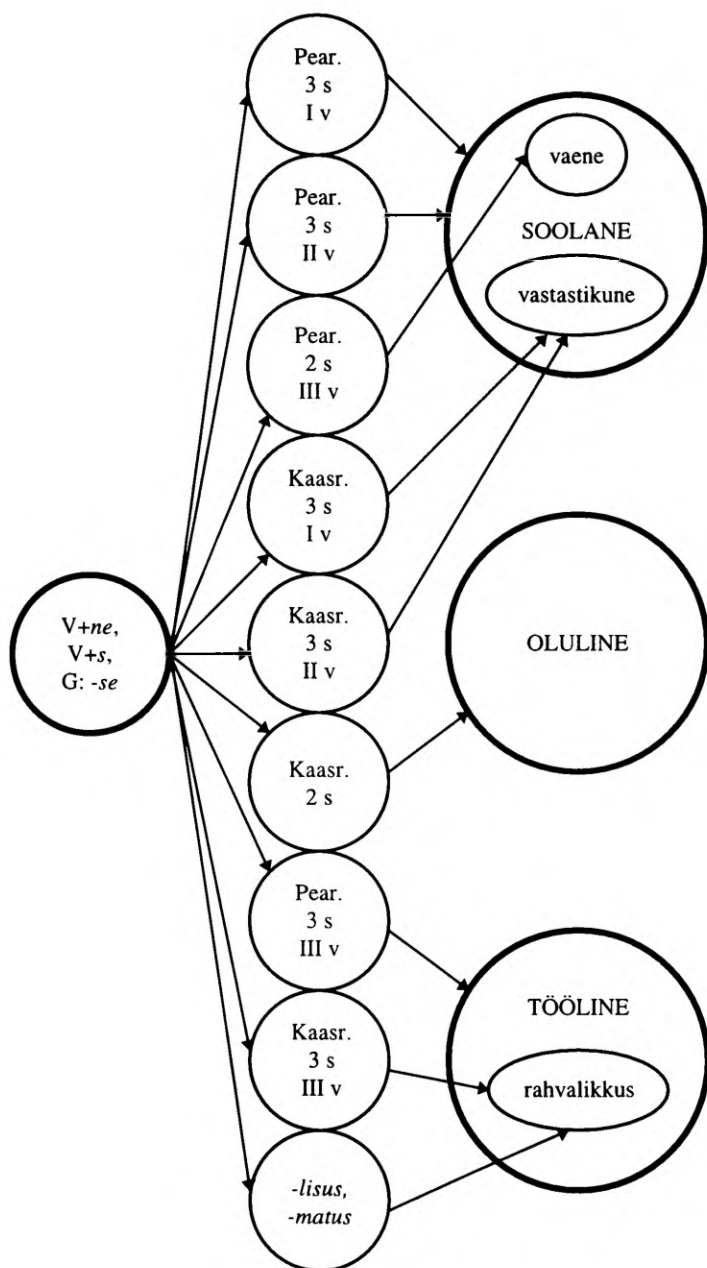 Pear.
3 s
I v
Pear.
3 s
II v
Pear.
2 s
III v
Kaasr.
3 s
I v
Kaasr.
3 s
II v
Kaasr.
2 s
Pear.
3 s
III v
Kaasr.
3 s
III v
-lisus,
-matus
V+ne,
V+s,
G: -se
vaene
SOOLANE
vastastikune
OLULINE
TÖÖLINE
rahvalikkus